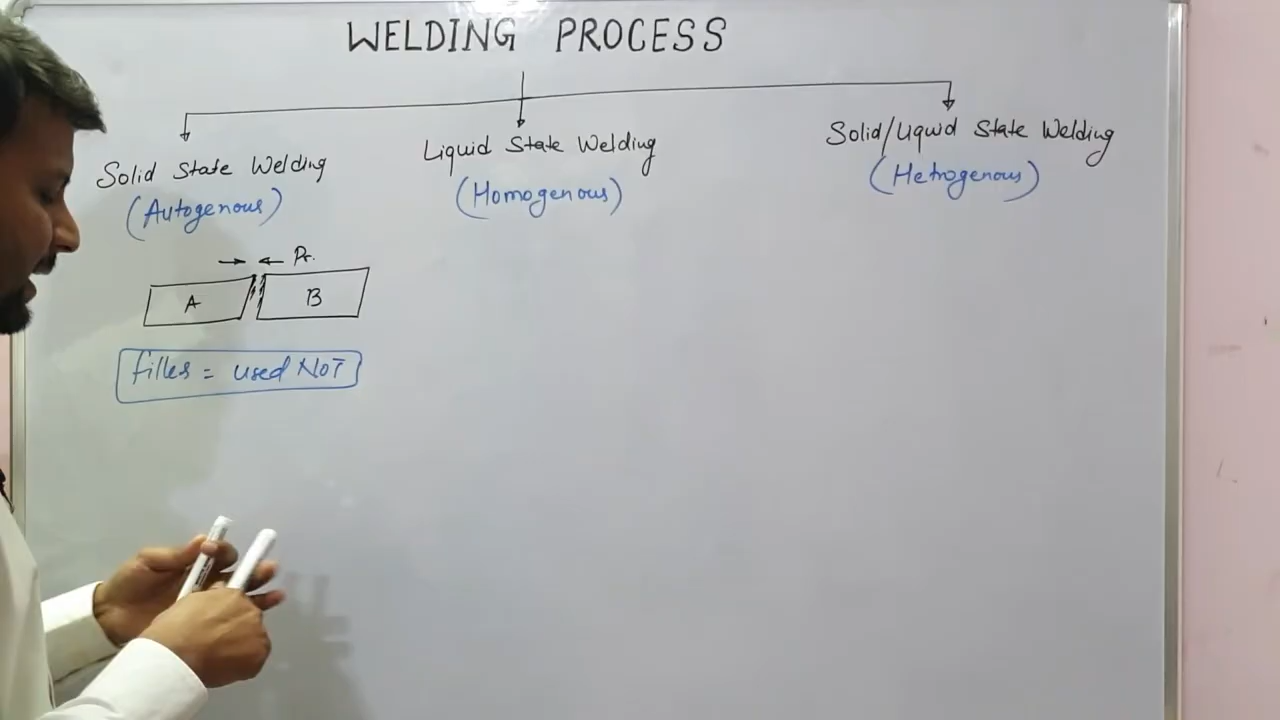 WELDING PROCESS
Solid State Welding
(Autogenous)
Liquid State Welding
(Homogenous)
Solid/Liquid State Welding
(Hetrogenous)
→ ← Pr.
A
B
filler = used NOT